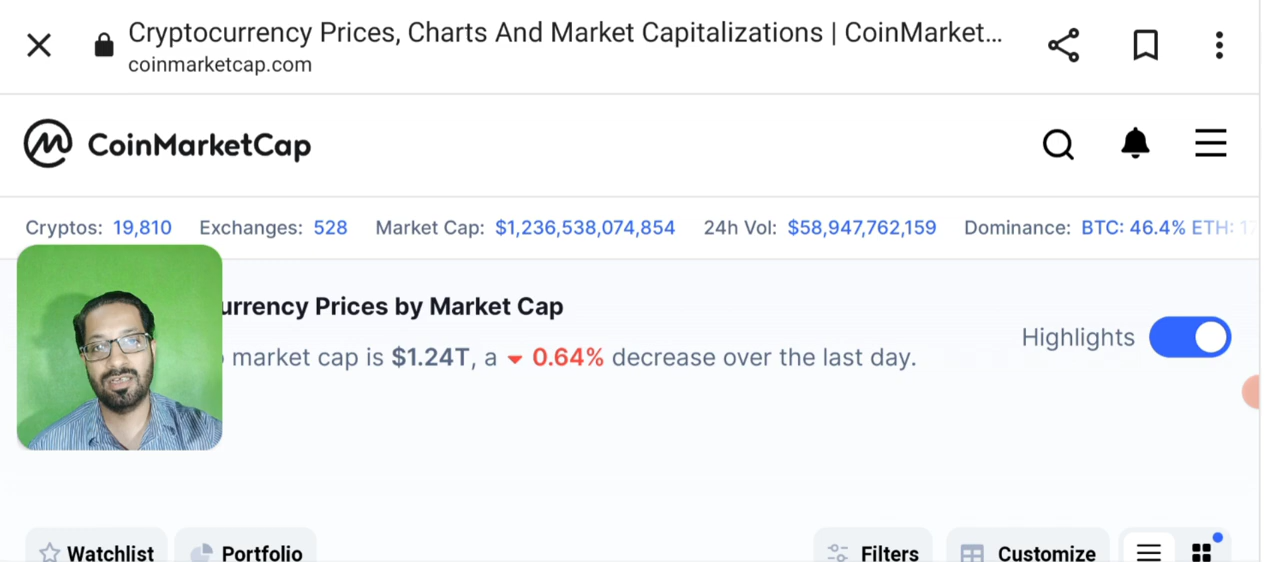 Cryptocurrency Prices, Charts And Market Capitalizations | CoinMarket...
coinmarketcap.com
CoinMarketCap
Cryptos: 19,810 Exchanges: 528 Market Cap: $1,236,538,074,854 24h Vol: $58,947,762,159 Dominance: BTC: 46.4% ETH: 17
urrency Prices by Market Cap
market cap is $1.24T, a ▼ 0.64% decrease over the last day.
Highlights
Watchlist Portfolio Filters Customize